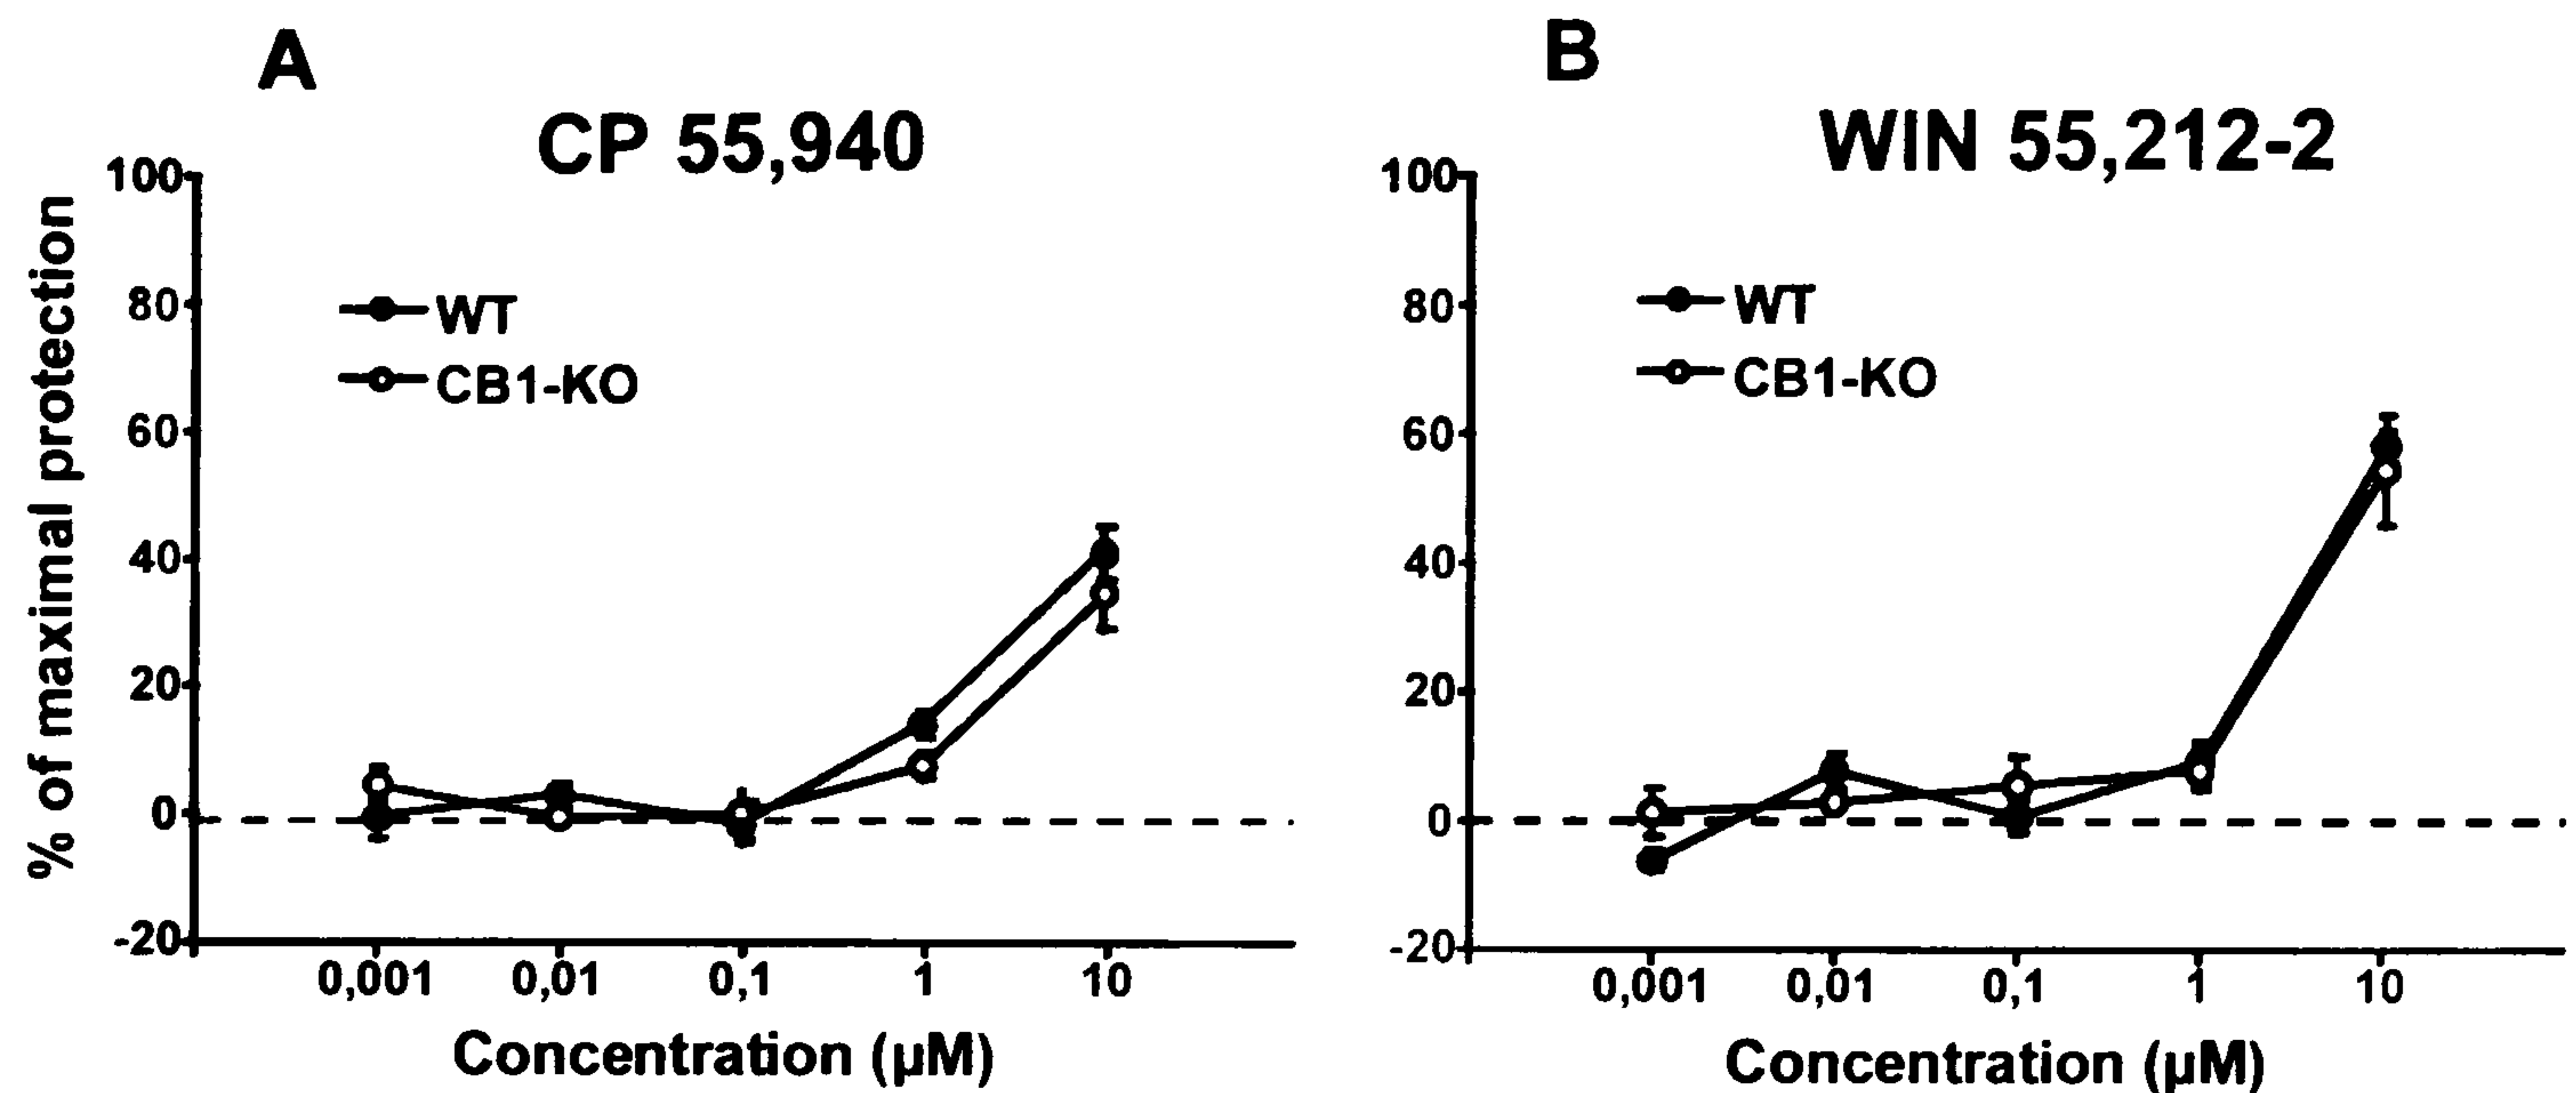 A
CP 55,940
% of maximal protection
100
80
60
40
20
0
-20
WT
CB1-KO
0,001 0,01 0,1 1 10
Concentration (µM)
B
WIN 55,212-2
100
80
60
40
20
0
-20
WT
CB1-KO
0,001 0,01 0,1 1 10
Concentration (µM)